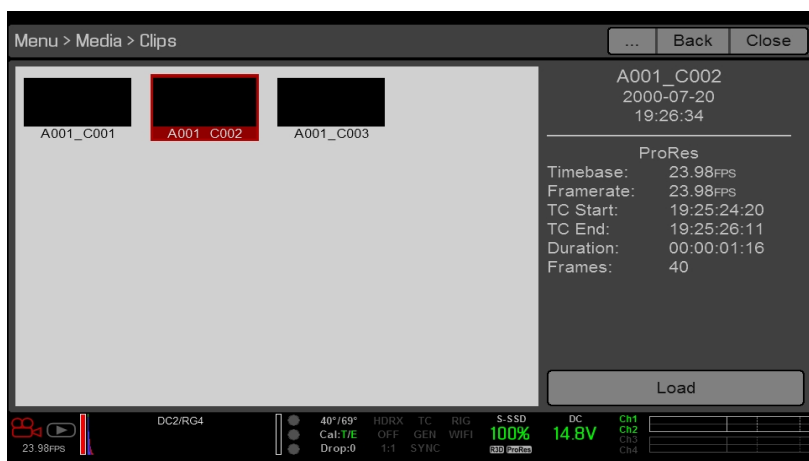 Menu > Media > Clips
... Back Close
A001_C001
A001_C002
A001_C003
A001_C002
2000-07-20
19:26:34
ProRes
Timebase: 23.98FPS
Framerate: 23.98FPS
TC Start: 19:25:24:20
TC End: 19:25:26:11
Duration: 00:00:01:16
Frames: 40
Load
23.98FPS
DC2/RG4
40°/69° HDRX TC RIG
Cal:T/E OFF GEN WIFI
Drop:0 1:1 SYNC
S-SSD
100%
R3D ProRes
DC
14.8V
Ch1
Ch2
Ch3
Ch4